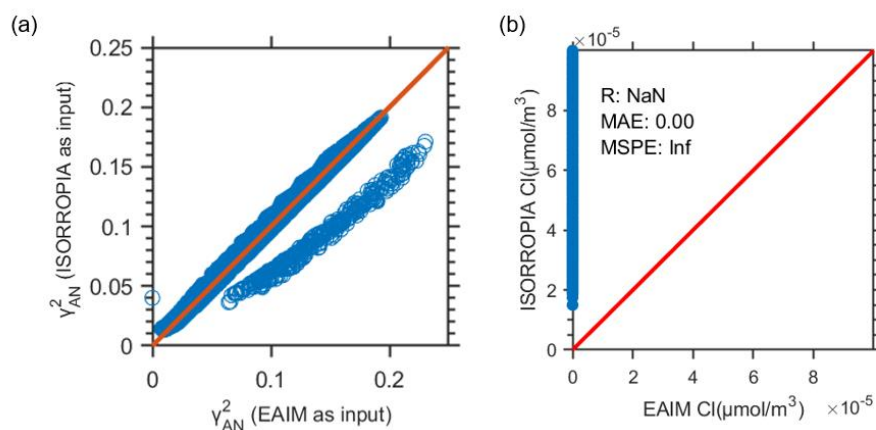 (a)
0.25
0.2
0.15
0.1
0.05
0
0
0.1
0.2
γ²AN (ISORROPIA as input)
γ²AN (EAIM as input)
(b)
×10⁻⁵
8
6
4
2
0
0
2
4
6
8
R: NaN
MAE: 0.00
MSPE: Inf
ISORROPIA Cl(μmol/m³)
EAIM Cl(μmol/m³)
×10⁻⁵